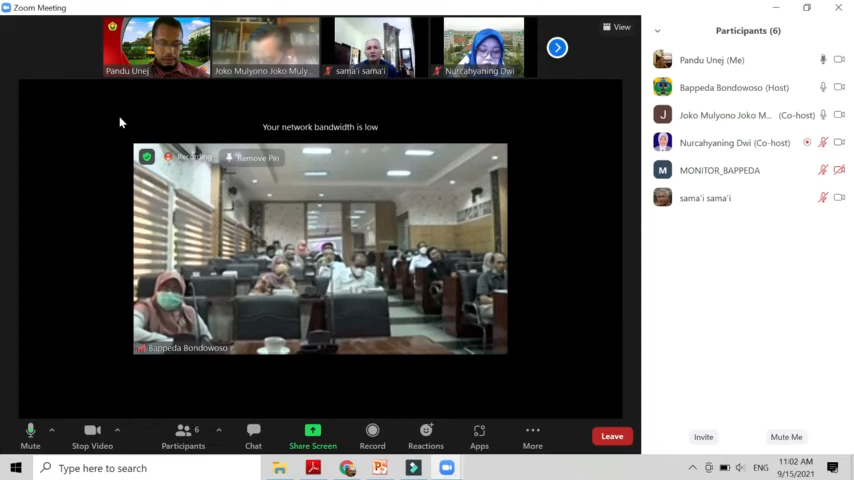 Zoom Meeting
View
Participants (6)
Pandu Unej
Joko Mulyono Joko Muly...
sama'i sama'i
Nurcahyaning Dwi
Pandu Unej (Me)
Bappeda Bondowoso (Host)
J Joko Mulyono Joko M... (Co-host)
Nurcahyaning Dwi (Co-host)
M MONITOR_BAPPEDA
sama'i sama'i
Your network bandwidth is low
Recording
Remove Pin
Bappeda Bondowoso
Mute
Stop Video
6
Participants
Chat
Share Screen
Record
Reactions
Apps
More
Leave
Invite
Mute Me
Type here to search
ENG
11:02 AM
9/15/2021